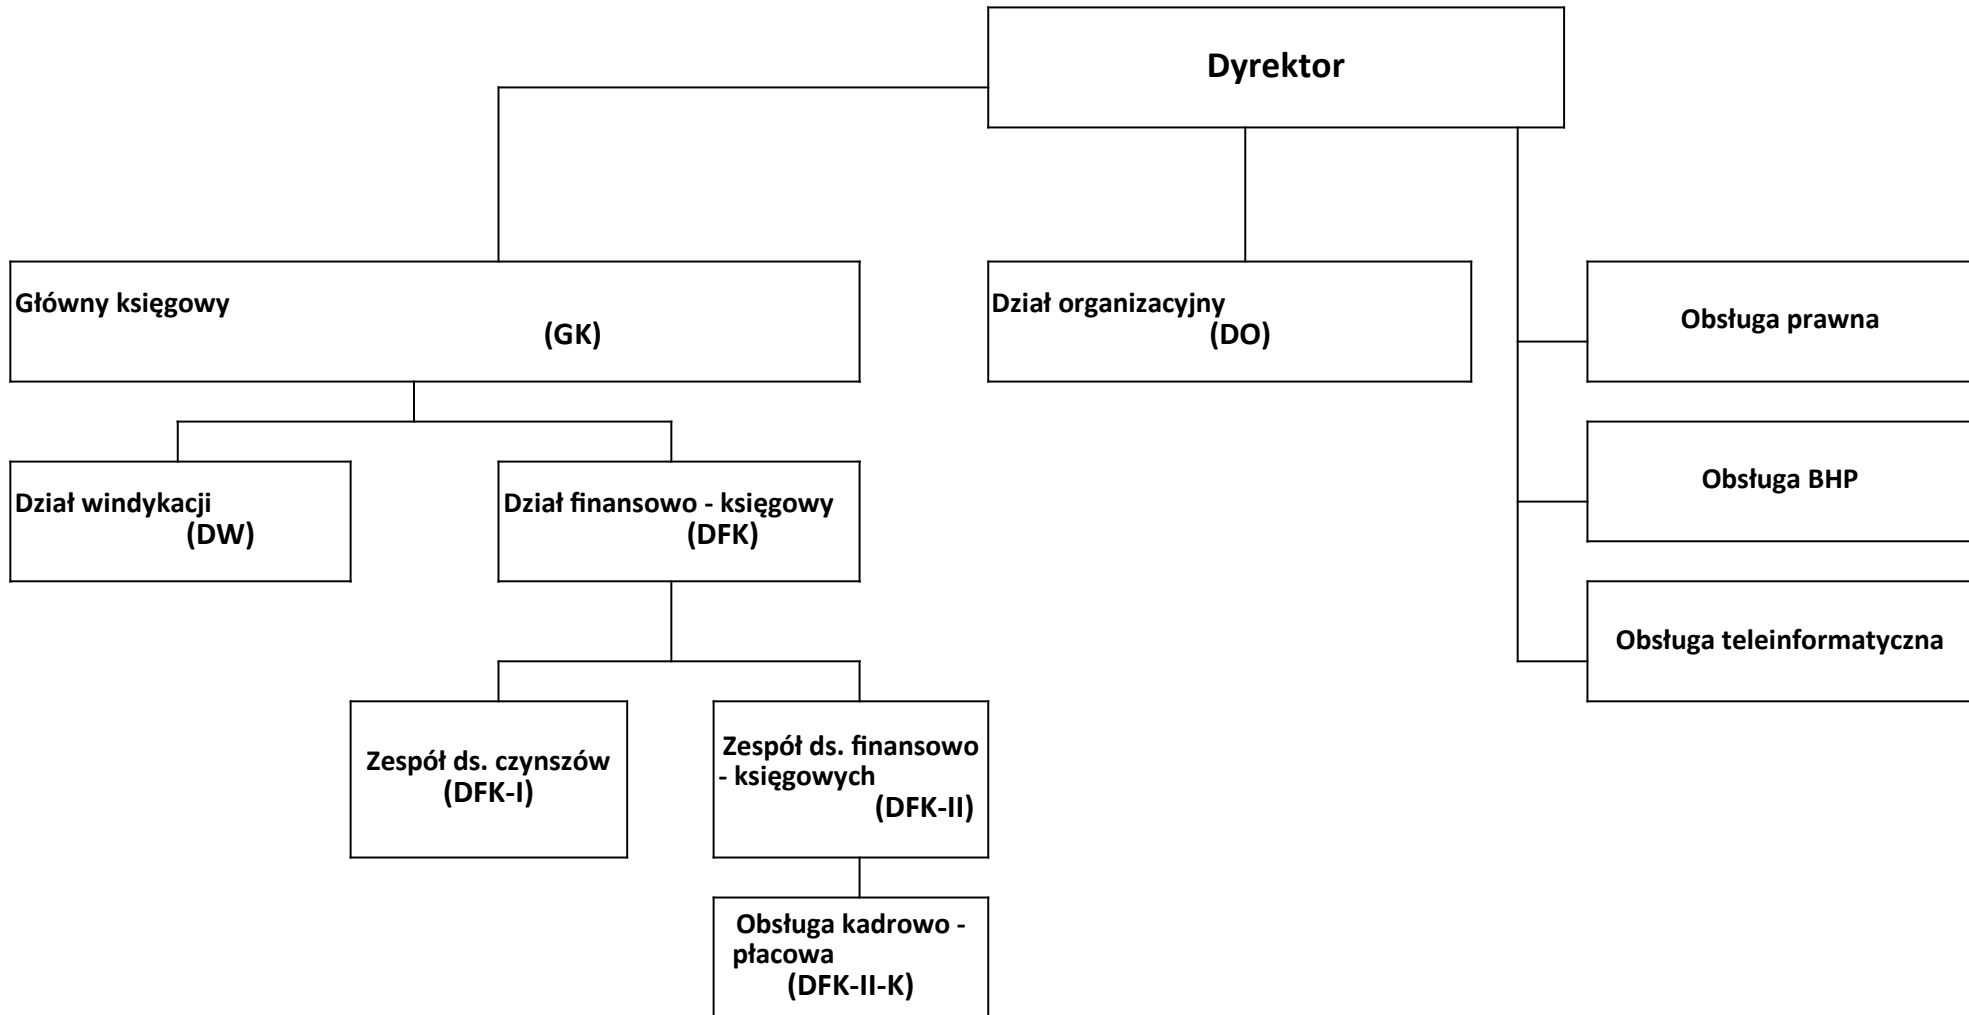 Dyrektor
Główny księgowy
(GK)
Dział organizacyjny
(DO)
Obsługa prawna
Obsługa BHP
Obsługa teleinformatyczna
Dział windykacji
(DW)
Dział finansowo - księgowy
(DFK)
Zespół ds. czynszów
(DFK-I)
Zespół ds. finansowo
- księgowych
(DFK-II)
Obsługa kadrowo -
płacowa
(DFK-II-K)